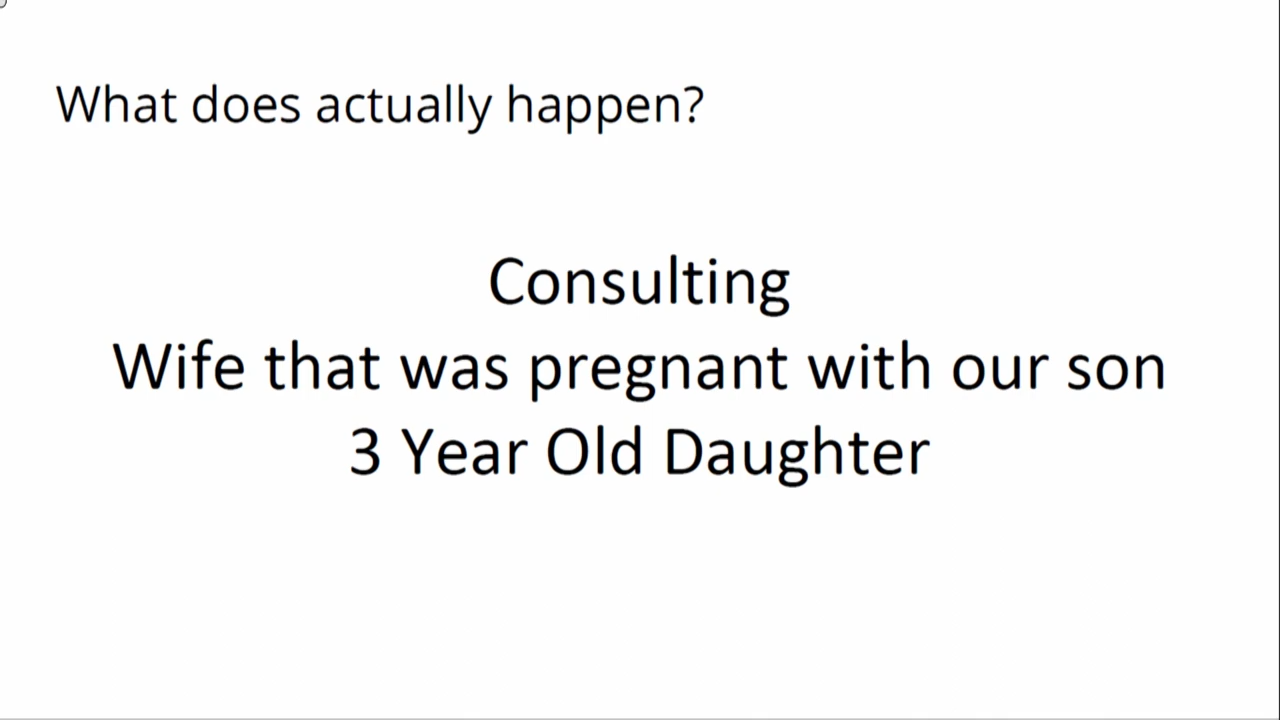 What does actually happen?
Consulting
Wife that was pregnant with our son
3 Year Old Daughter